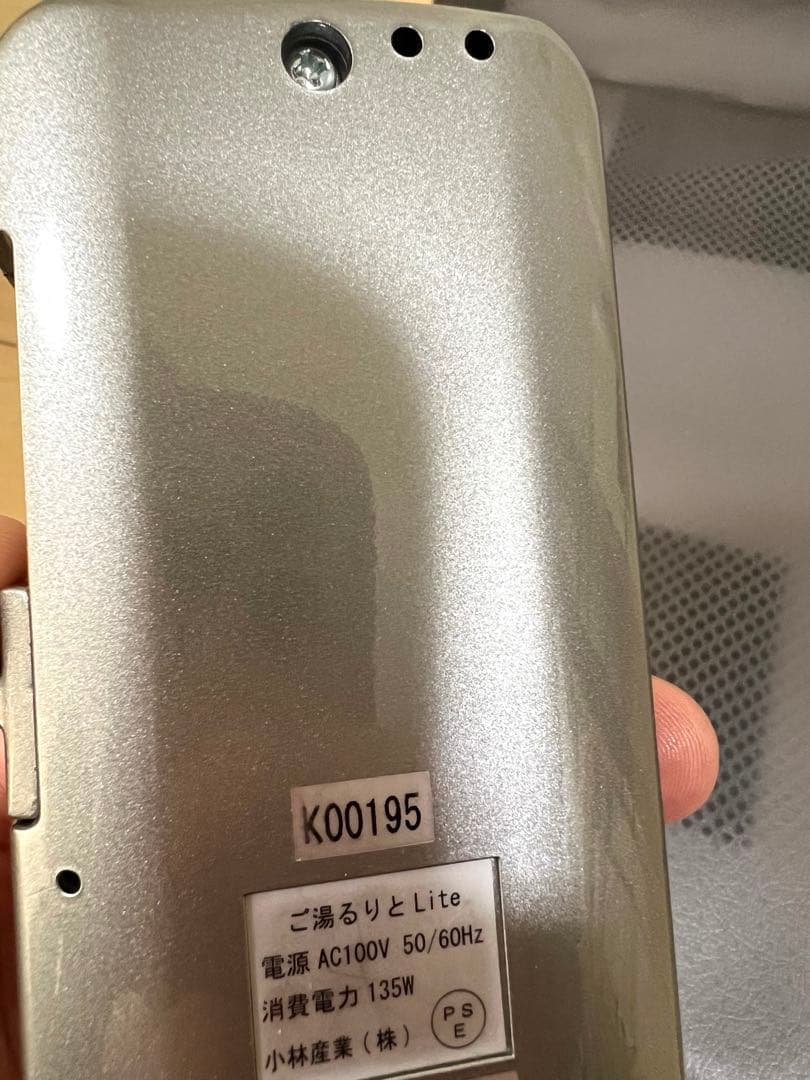 K00195
ご湯るりとLite
電源 AC100V 50/60Hz
消費電力 135W
小林産業(株)
PS
E